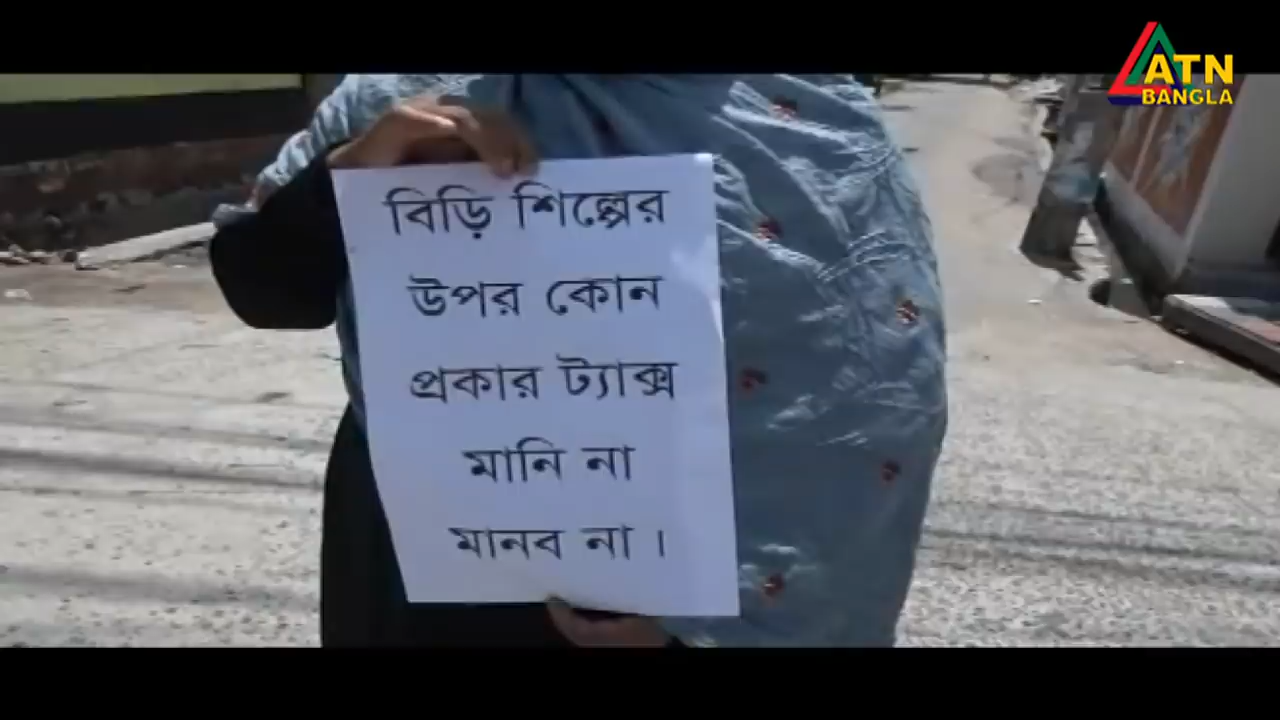 ATN
BANGLA
বিড়ি শিল্পের
উপর কোন
প্রকার ট্যাক্স
মানি না
মানব না।